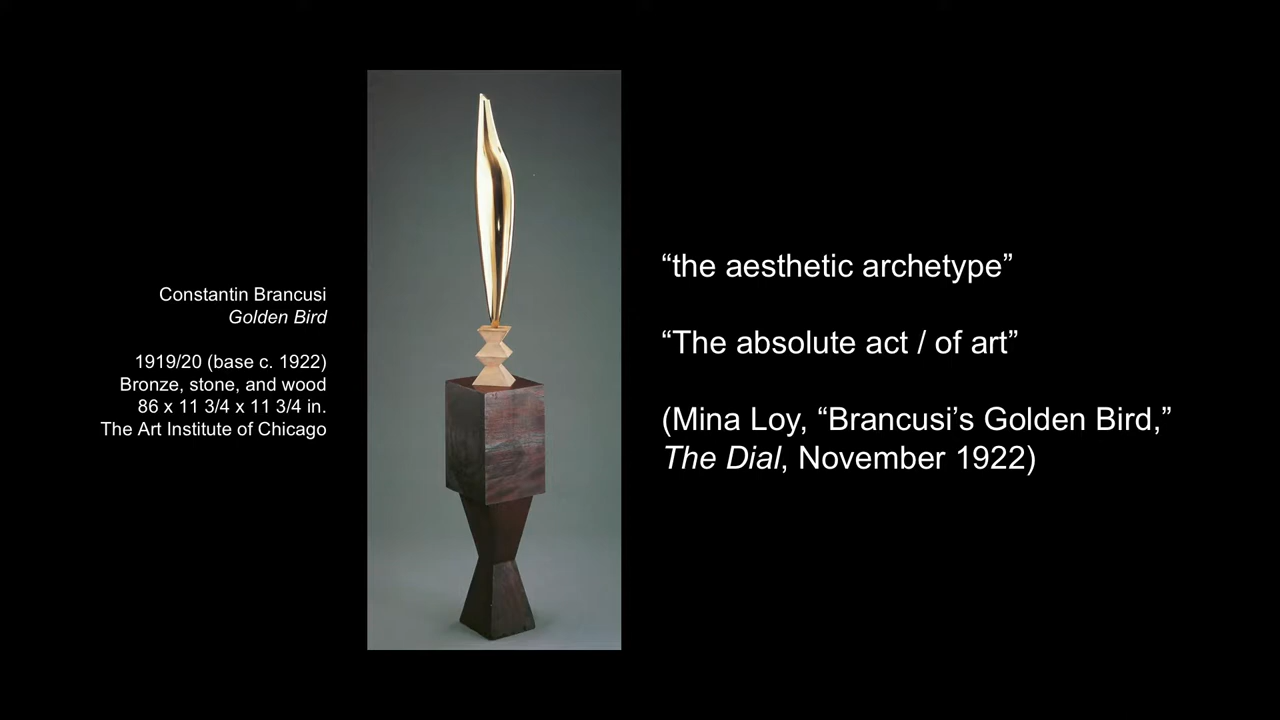 Constantin Brancusi
Golden Bird
1919/20 (base c. 1922)
Bronze, stone, and wood
86 x 11 3/4 x 11 3/4 in.
The Art Institute of Chicago
“the aesthetic archetype”
“The absolute act / of art”
(Mina Loy, “Brancusi’s Golden Bird,”
The Dial, November 1922)